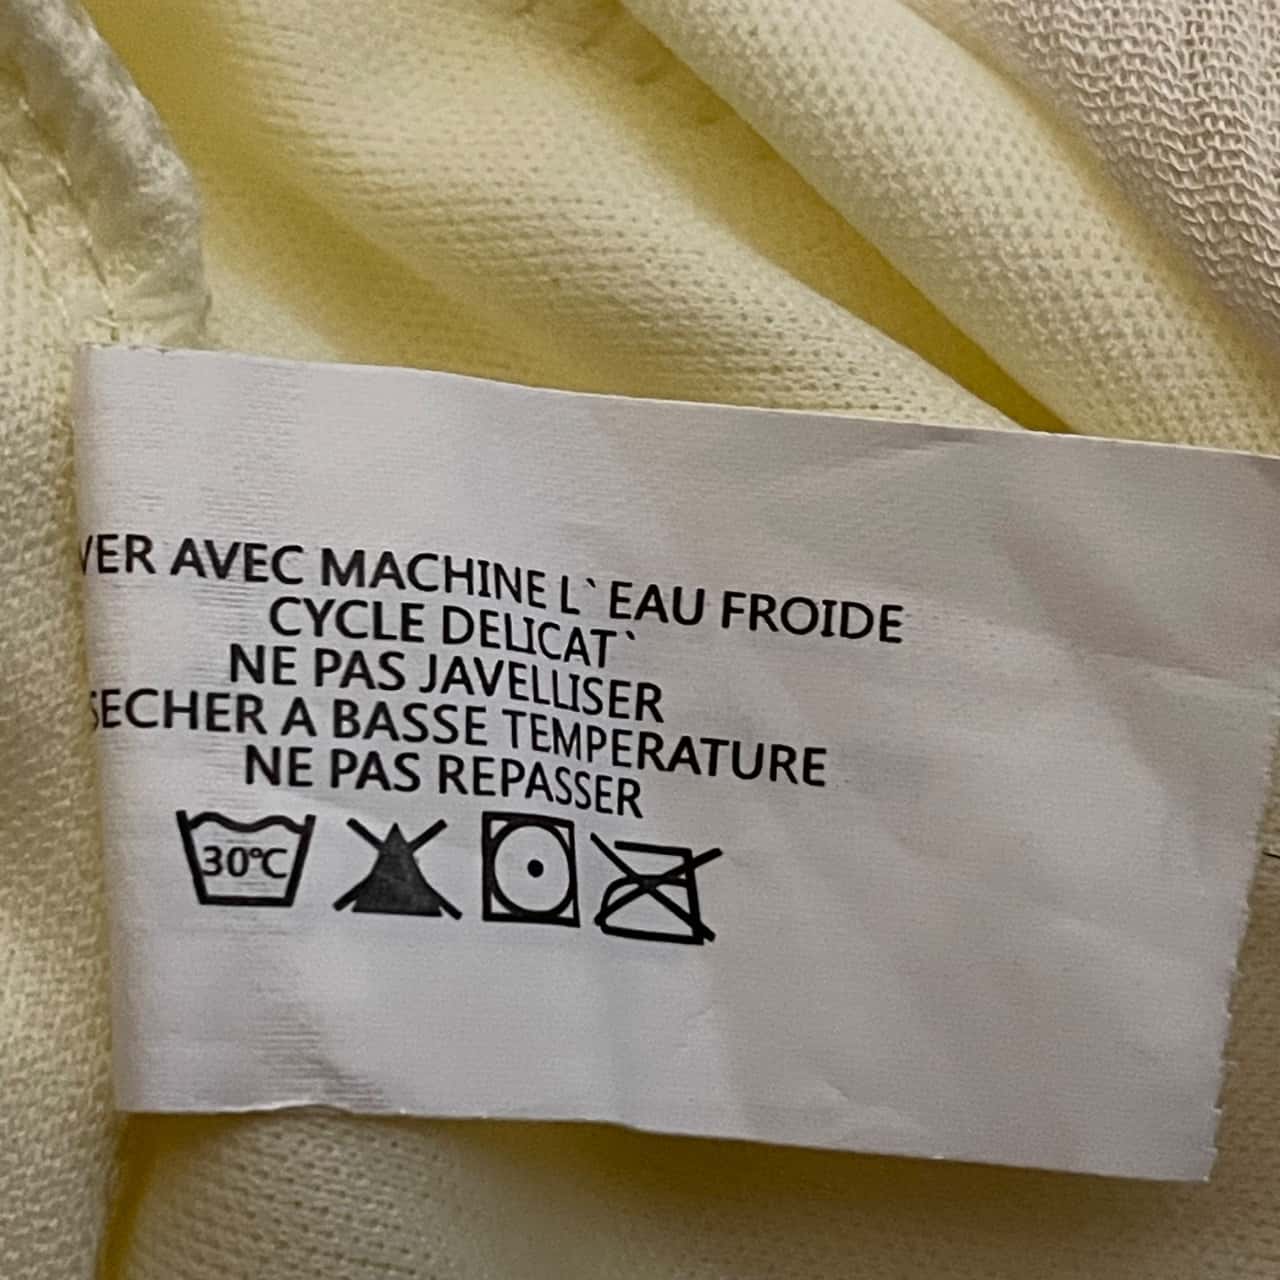 VER AVEC MACHINE L`EAU FROIDE
CYCLE DELICAT`
NE PAS JAVELLISER
SECHER A BASSE TEMPERATURE
NE PAS REPASSER
30°C